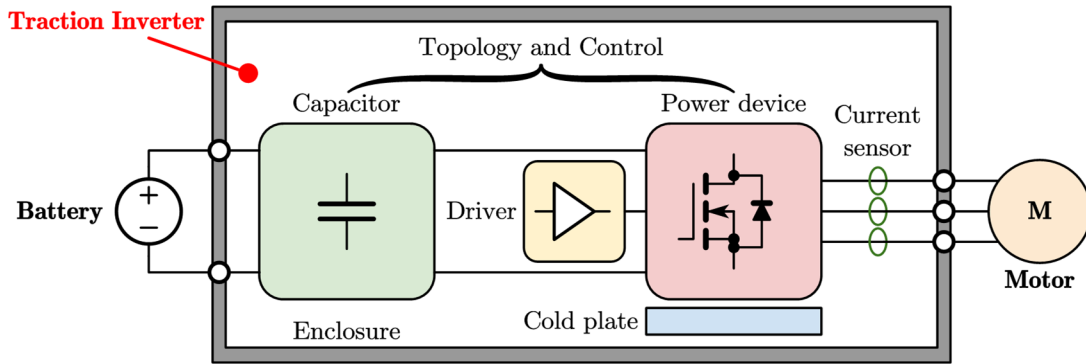 Traction Inverter
Topology and Control
Capacitor
Power device
Current
sensor
+
−
Battery
Driver
M
Motor
Enclosure
Cold plate